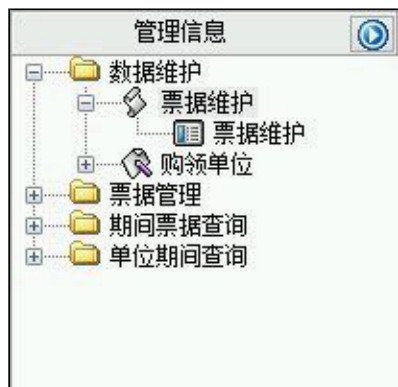 管理信息
数据维护
票据维护
票据维护
购领单位
票据管理
期间票据查询
单位期间查询